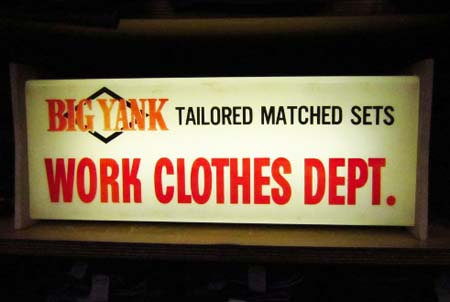 BIG YANK TAILORED MATCHED SETS
WORK CLOTHES DEPT.